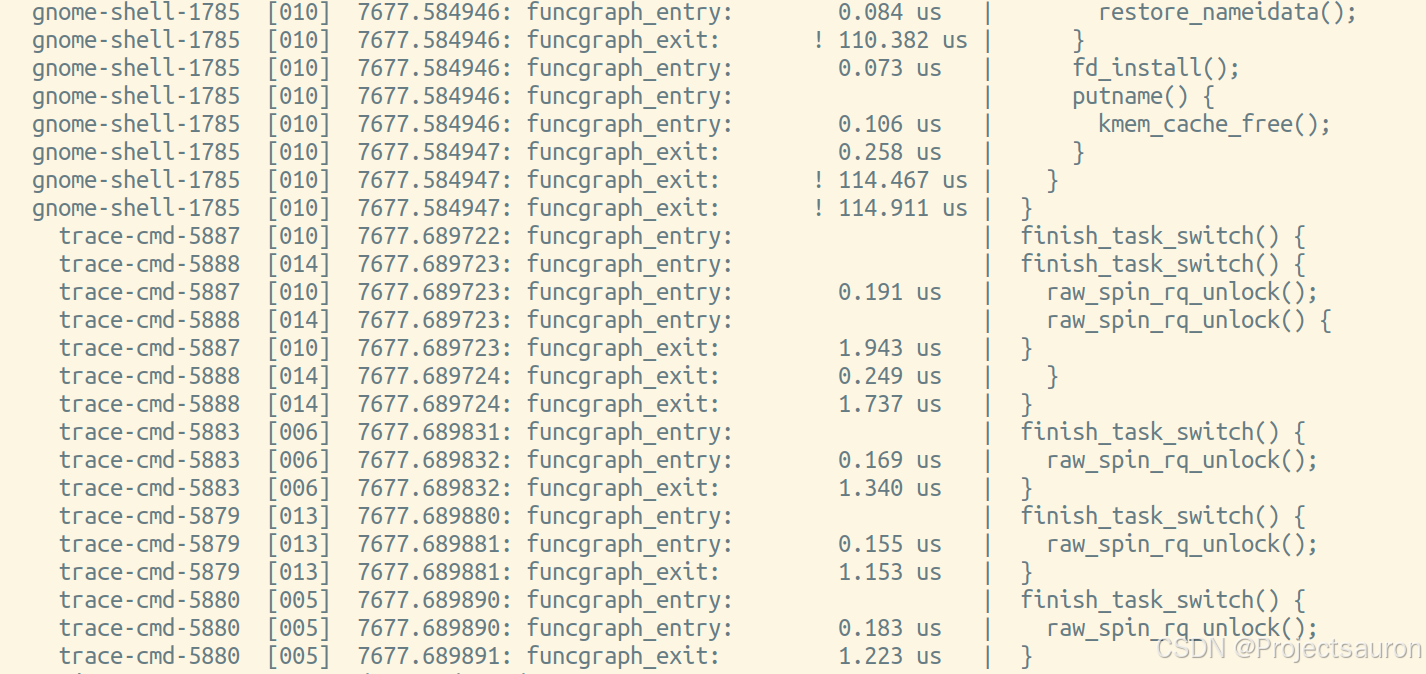 gnome-shell-1785  [010]  7677.584946: funcgraph_entry:        0.084 us   |        restore_nameidata();
gnome-shell-1785  [010]  7677.584946: funcgraph_exit:       ! 110.382 us |      }
gnome-shell-1785  [010]  7677.584946: funcgraph_entry:        0.073 us   |      fd_install();
gnome-shell-1785  [010]  7677.584946: funcgraph_entry:                   |      putname() {
gnome-shell-1785  [010]  7677.584946: funcgraph_entry:        0.106 us   |        kmem_cache_free();
gnome-shell-1785  [010]  7677.584947: funcgraph_exit:         0.258 us   |      }
gnome-shell-1785  [010]  7677.584947: funcgraph_exit:       ! 114.467 us |    }
gnome-shell-1785  [010]  7677.584947: funcgraph_exit:       ! 114.911 us |  }
  trace-cmd-5887  [010]  7677.689722: funcgraph_entry:                   |  finish_task_switch() {
  trace-cmd-5888  [014]  7677.689723: funcgraph_entry:                   |  finish_task_switch() {
  trace-cmd-5887  [010]  7677.689723: funcgraph_entry:        0.191 us   |    raw_spin_rq_unlock();
  trace-cmd-5888  [014]  7677.689723: funcgraph_entry:                   |    raw_spin_rq_unlock() {
  trace-cmd-5887  [010]  7677.689723: funcgraph_exit:         1.943 us   |  }
  trace-cmd-5888  [014]  7677.689724: funcgraph_exit:         0.249 us   |    }
  trace-cmd-5888  [014]  7677.689724: funcgraph_exit:         1.737 us   |  }
  trace-cmd-5883  [006]  7677.689831: funcgraph_entry:                   |  finish_task_switch() {
  trace-cmd-5883  [006]  7677.689832: funcgraph_entry:        0.169 us   |    raw_spin_rq_unlock();
  trace-cmd-5883  [006]  7677.689832: funcgraph_exit:         1.340 us   |  }
  trace-cmd-5879  [013]  7677.689880: funcgraph_entry:                   |  finish_task_switch() {
  trace-cmd-5879  [013]  7677.689881: funcgraph_entry:        0.155 us   |    raw_spin_rq_unlock();
  trace-cmd-5879  [013]  7677.689881: funcgraph_exit:         1.153 us   |  }
  trace-cmd-5880  [005]  7677.689890: funcgraph_entry:                   |  finish_task_switch() {
  trace-cmd-5880  [005]  7677.689890: funcgraph_entry:        0.183 us   |    raw_spin_rq_unlock();
  trace-cmd-5880  [005]  7677.689891: funcgraph_exit:         1.223 us   |  }
CSDN @Projectsauron